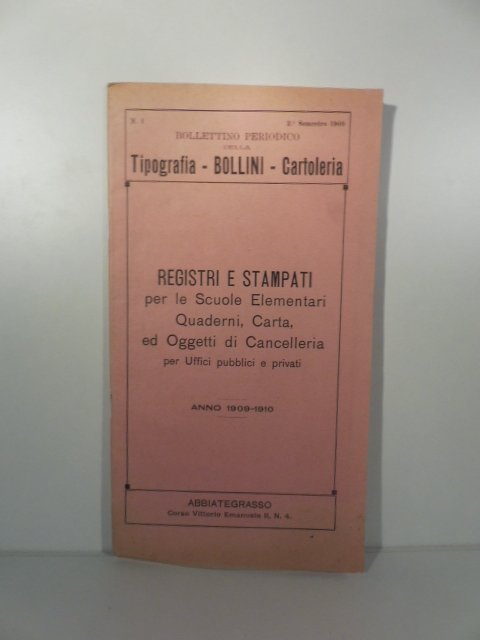 N. 1
2.º Semestre 1909
BOLLETTINO PERIODICO
DELLA
Tipografia - BOLLINI - Cartoleria
REGISTRI E STAMPATI
per le Scuole Elementari
Quaderni, Carta,
ed Oggetti di Cancelleria
per Uffici pubblici e privati
ANNO 1909-1910
ABBIATEGRASSO
Corso Vittorio Emanuele II, N. 4.